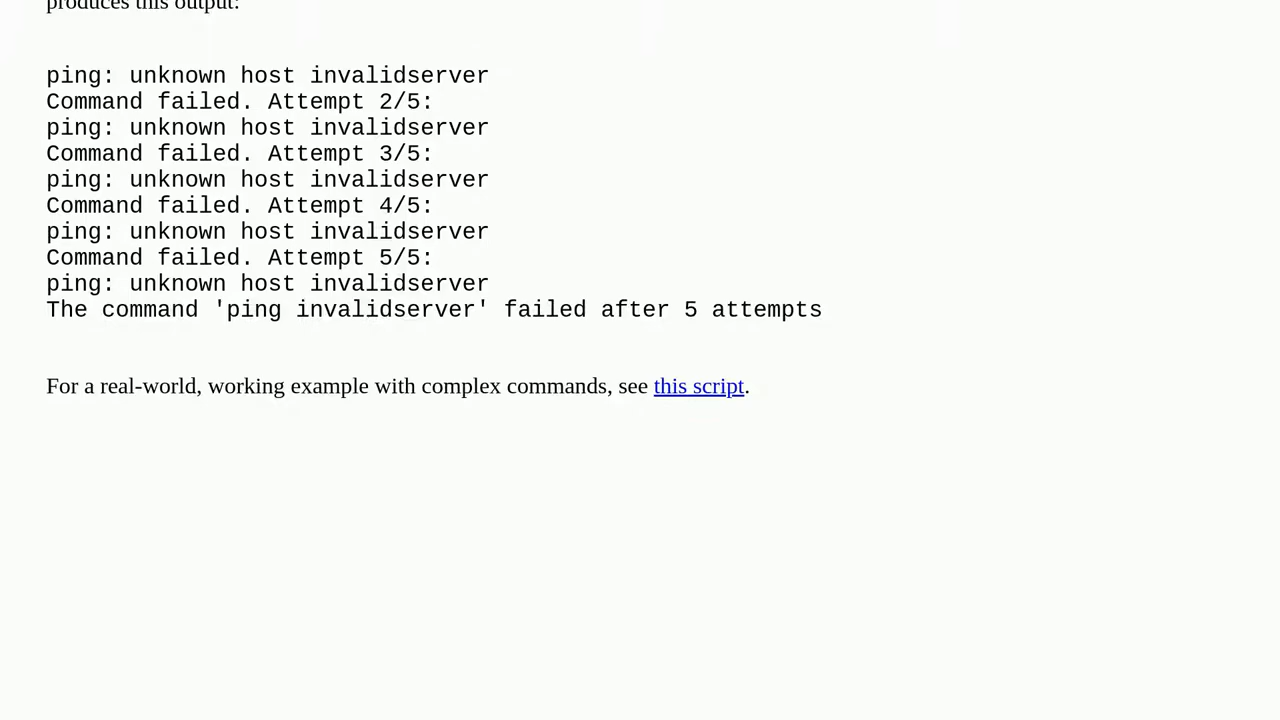 produces this output:
ping: unknown host invalidserver
Command failed. Attempt 2/5:
ping: unknown host invalidserver
Command failed. Attempt 3/5:
ping: unknown host invalidserver
Command failed. Attempt 4/5:
ping: unknown host invalidserver
Command failed. Attempt 5/5:
ping: unknown host invalidserver
The command 'ping invalidserver' failed after 5 attempts
For a real-world, working example with complex commands, see this script.